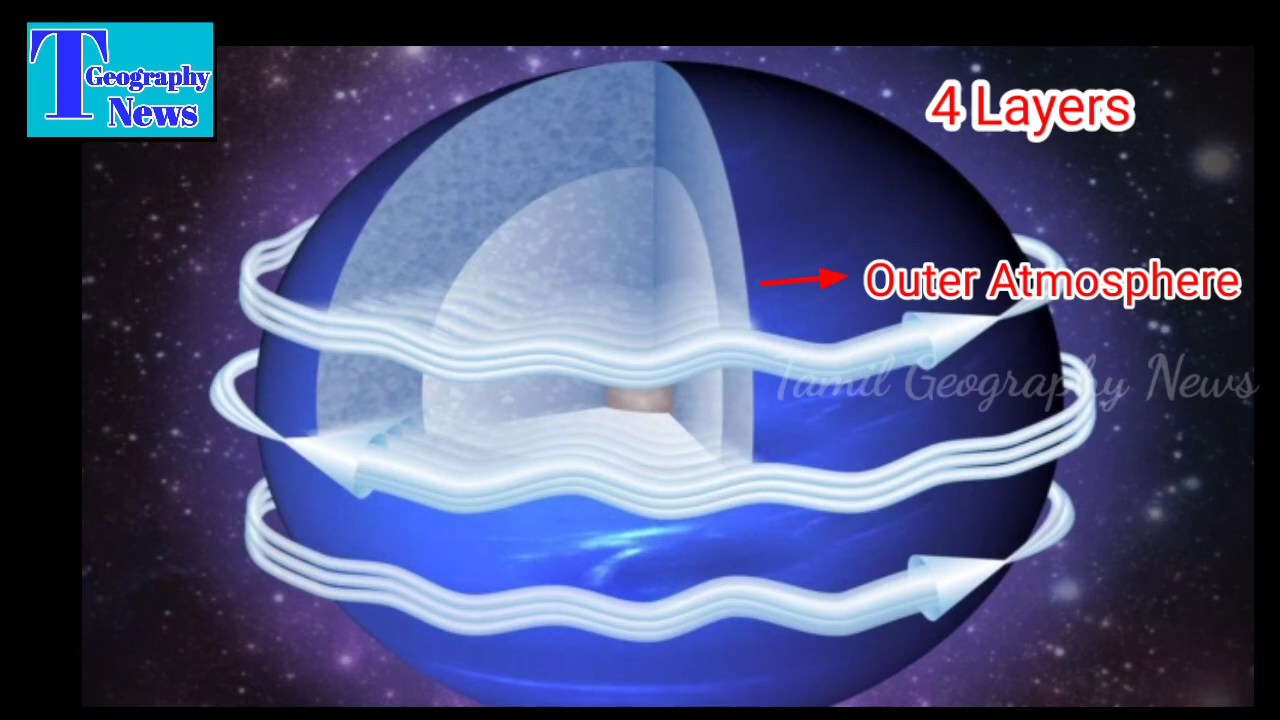 T Geography
News
4 Layers
Outer Atmosphere
Tamil Geography News